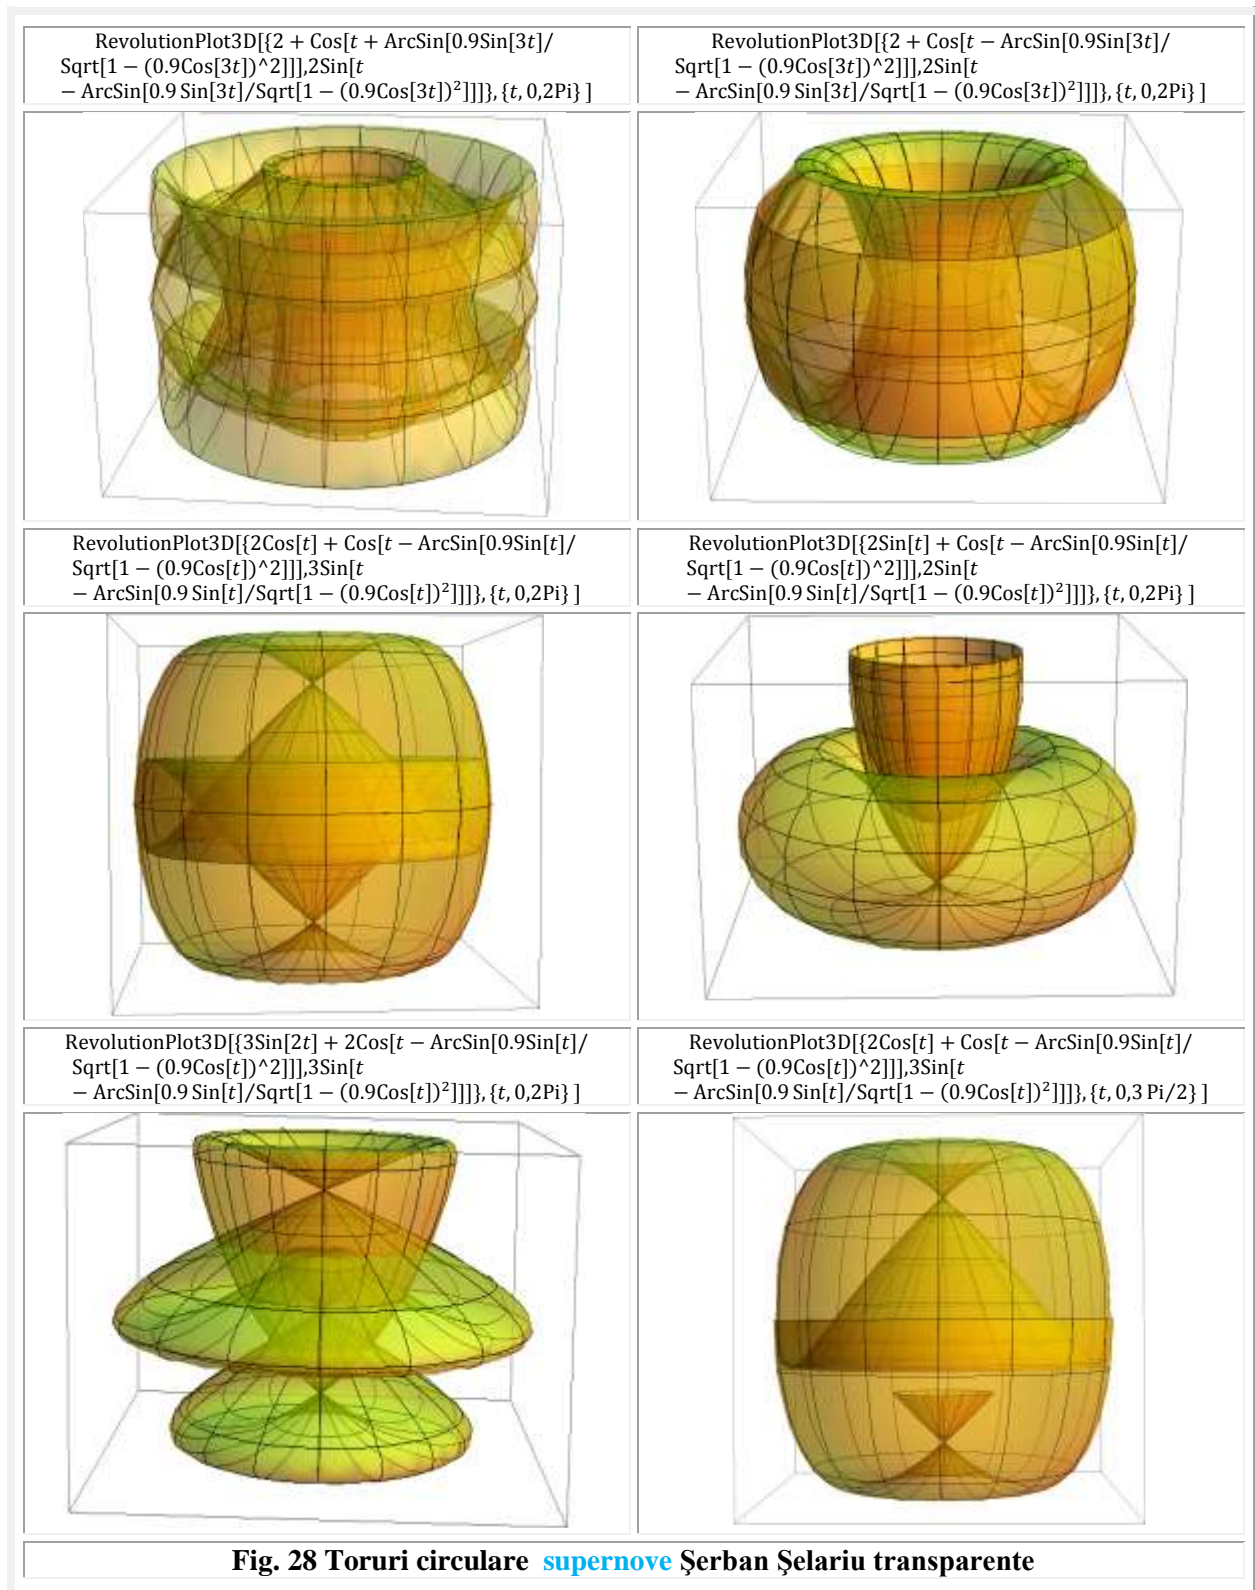 RevolutionPlot3D[{2 + Cos[t + ArcSin[0.9Sin[3t]/
Sqrt[1 − (0.9Cos[3t])^2]]],2Sin[t
− ArcSin[0.9 Sin[3t]/Sqrt[1 − (0.9Cos[3t])²]]]},{t, 0,2Pi} ]
RevolutionPlot3D[{2 + Cos[t − ArcSin[0.9Sin[3t]/
Sqrt[1 − (0.9Cos[3t])^2]]],2Sin[t
− ArcSin[0.9 Sin[3t]/Sqrt[1 − (0.9Cos[3t])²]]]},{t, 0,2Pi} ]
RevolutionPlot3D[{2Cos[t] + Cos[t − ArcSin[0.9Sin[t]/
Sqrt[1 − (0.9Cos[t])^2]]],3Sin[t
− ArcSin[0.9 Sin[t]/Sqrt[1 − (0.9Cos[t])²]]]},{t, 0,2Pi} ]
RevolutionPlot3D[{2Sin[t] + Cos[t − ArcSin[0.9Sin[t]/
Sqrt[1 − (0.9Cos[t])^2]]],2Sin[t
− ArcSin[0.9 Sin[t]/Sqrt[1 − (0.9Cos[t])²]]]},{t, 0,2Pi} ]
RevolutionPlot3D[{3Sin[2t] + 2Cos[t − ArcSin[0.9Sin[t]/
Sqrt[1 − (0.9Cos[t])^2]]],3Sin[t
− ArcSin[0.9 Sin[t]/Sqrt[1 − (0.9Cos[t])²]]]},{t, 0,2Pi} ]
RevolutionPlot3D[{2Cos[t] + Cos[t − ArcSin[0.9Sin[t]/
Sqrt[1 − (0.9Cos[t])^2]]],3Sin[t
− ArcSin[0.9 Sin[t]/Sqrt[1 − (0.9Cos[t])²]]]},{t, 0,3 Pi/2} ]
Fig. 28 Toruri circulare supernove Şerban Şelariu transparente